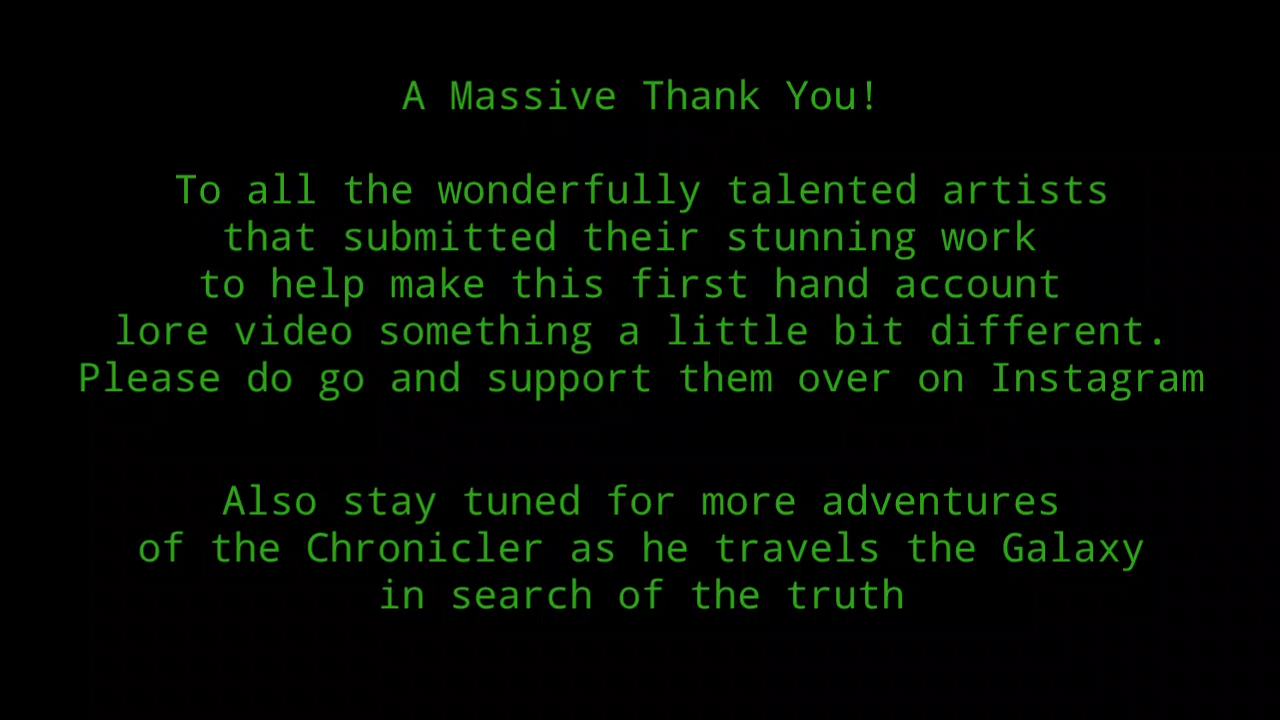 A Massive Thank You!
To all the wonderfully talented artists
that submitted their stunning work
to help make this first hand account
lore video something a little bit different.
Please do go and support them over on Instagram
Also stay tuned for more adventures
of the Chronicler as he travels the Galaxy
in search of the truth